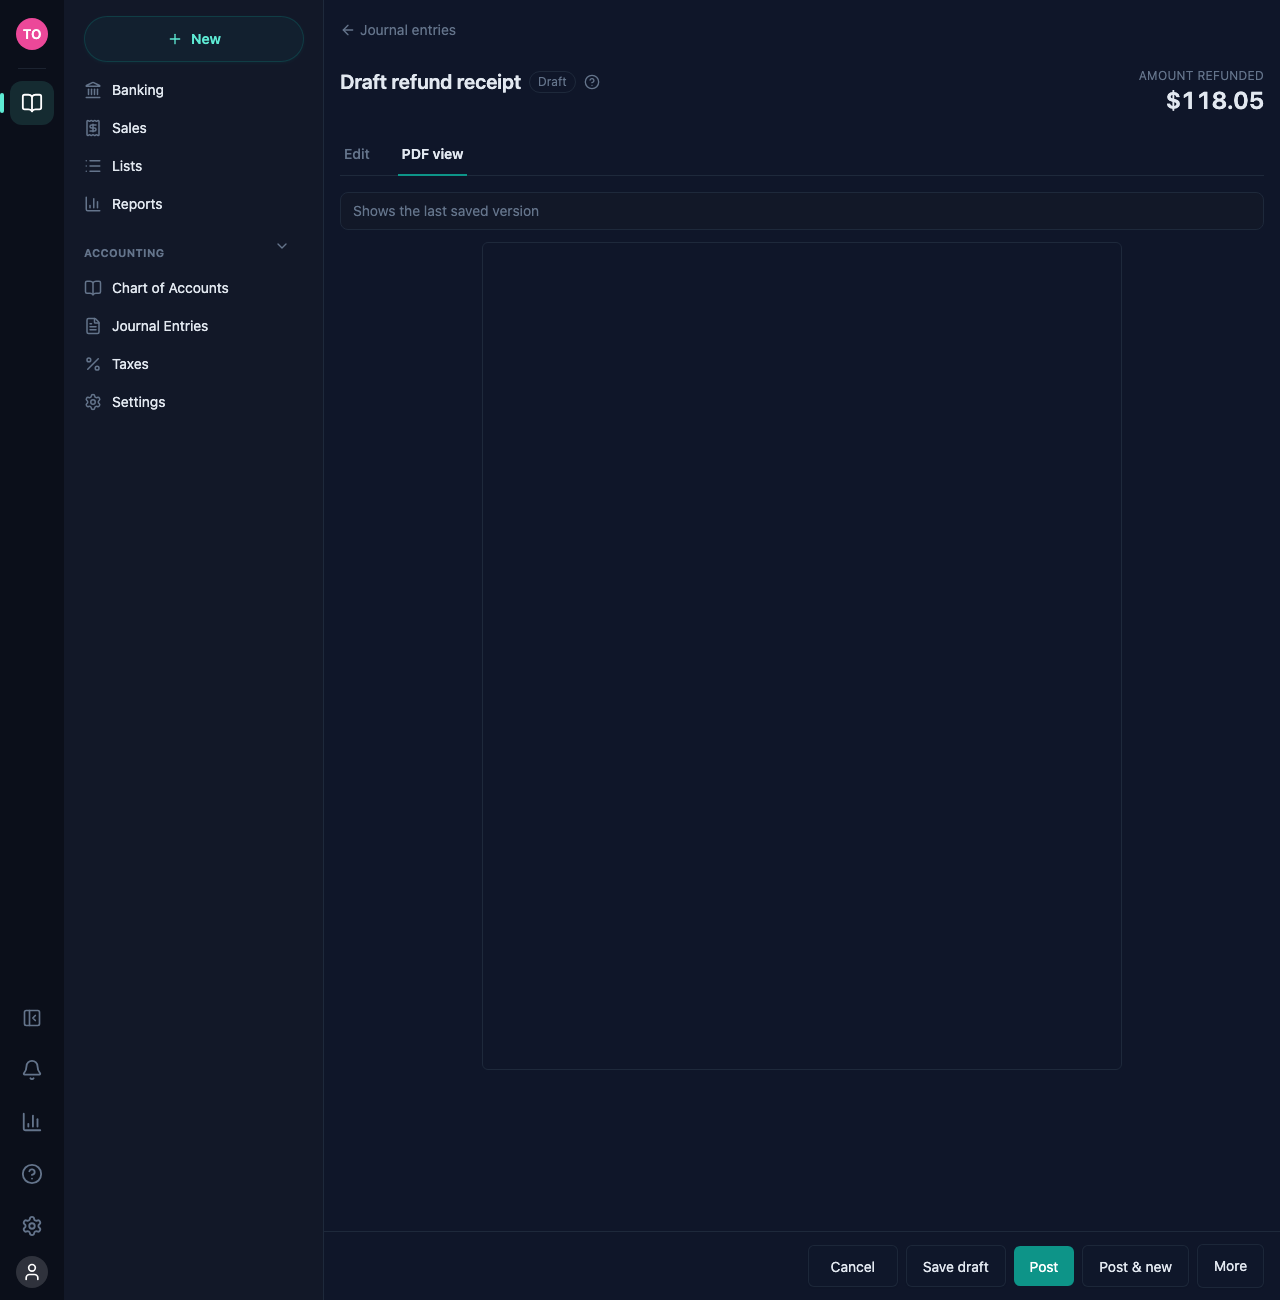 TO
New
Banking
Sales
Lists
Reports
ACCOUNTING
Chart of Accounts
Journal Entries
Taxes
Settings
Journal entries
Draft refund receipt
Draft
AMOUNT REFUNDED
$118.05
Edit
PDF view
Shows the last saved version
Cancel
Save draft
Post
Post & new
More